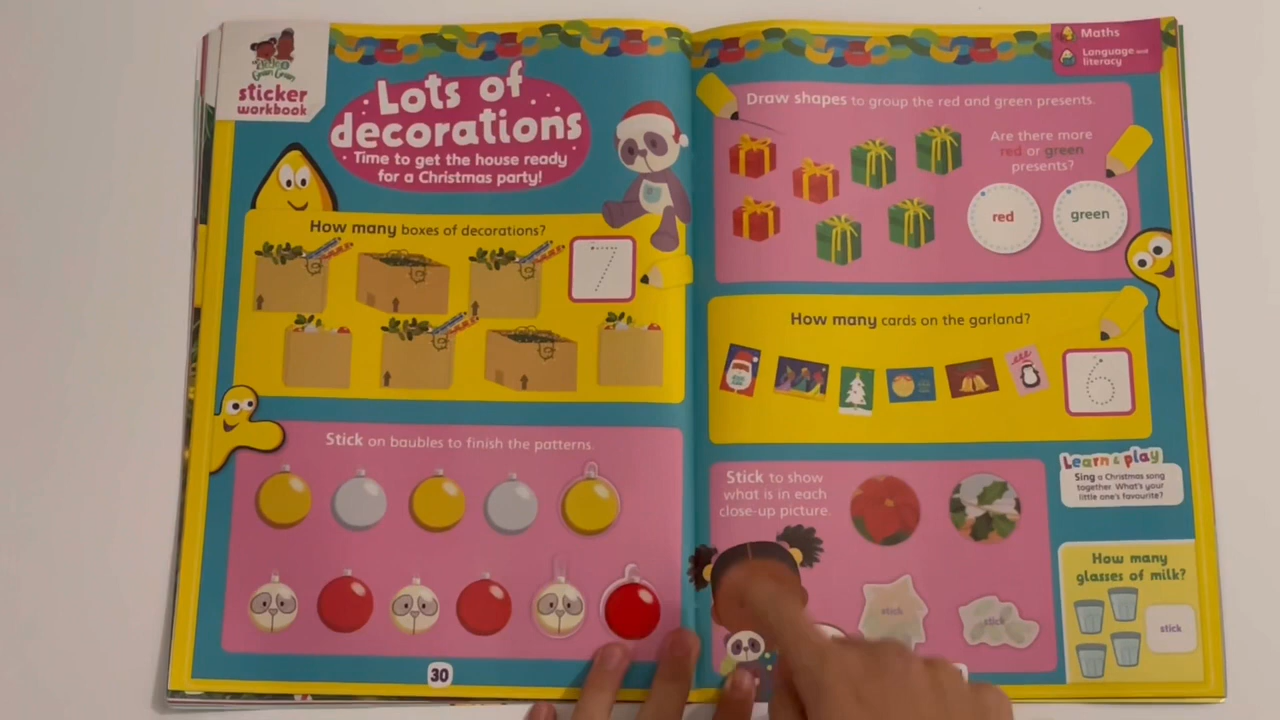 sticker
workbook
Lots of
decorations
Time to get the house ready
for a Christmas party!
How many boxes of decorations?
7
Stick on baubles to finish the patterns.
30
Maths
Language and
literacy
Draw shapes to group the red and green presents.
Are there more
red or green
presents?
red
green
How many cards on the garland?
6
Stick to show
what is in each
close-up picture.
stick
stick
Learn & play
Sing a Christmas song
together. What's your
little one's favourite?
How many
glasses of milk?
stick